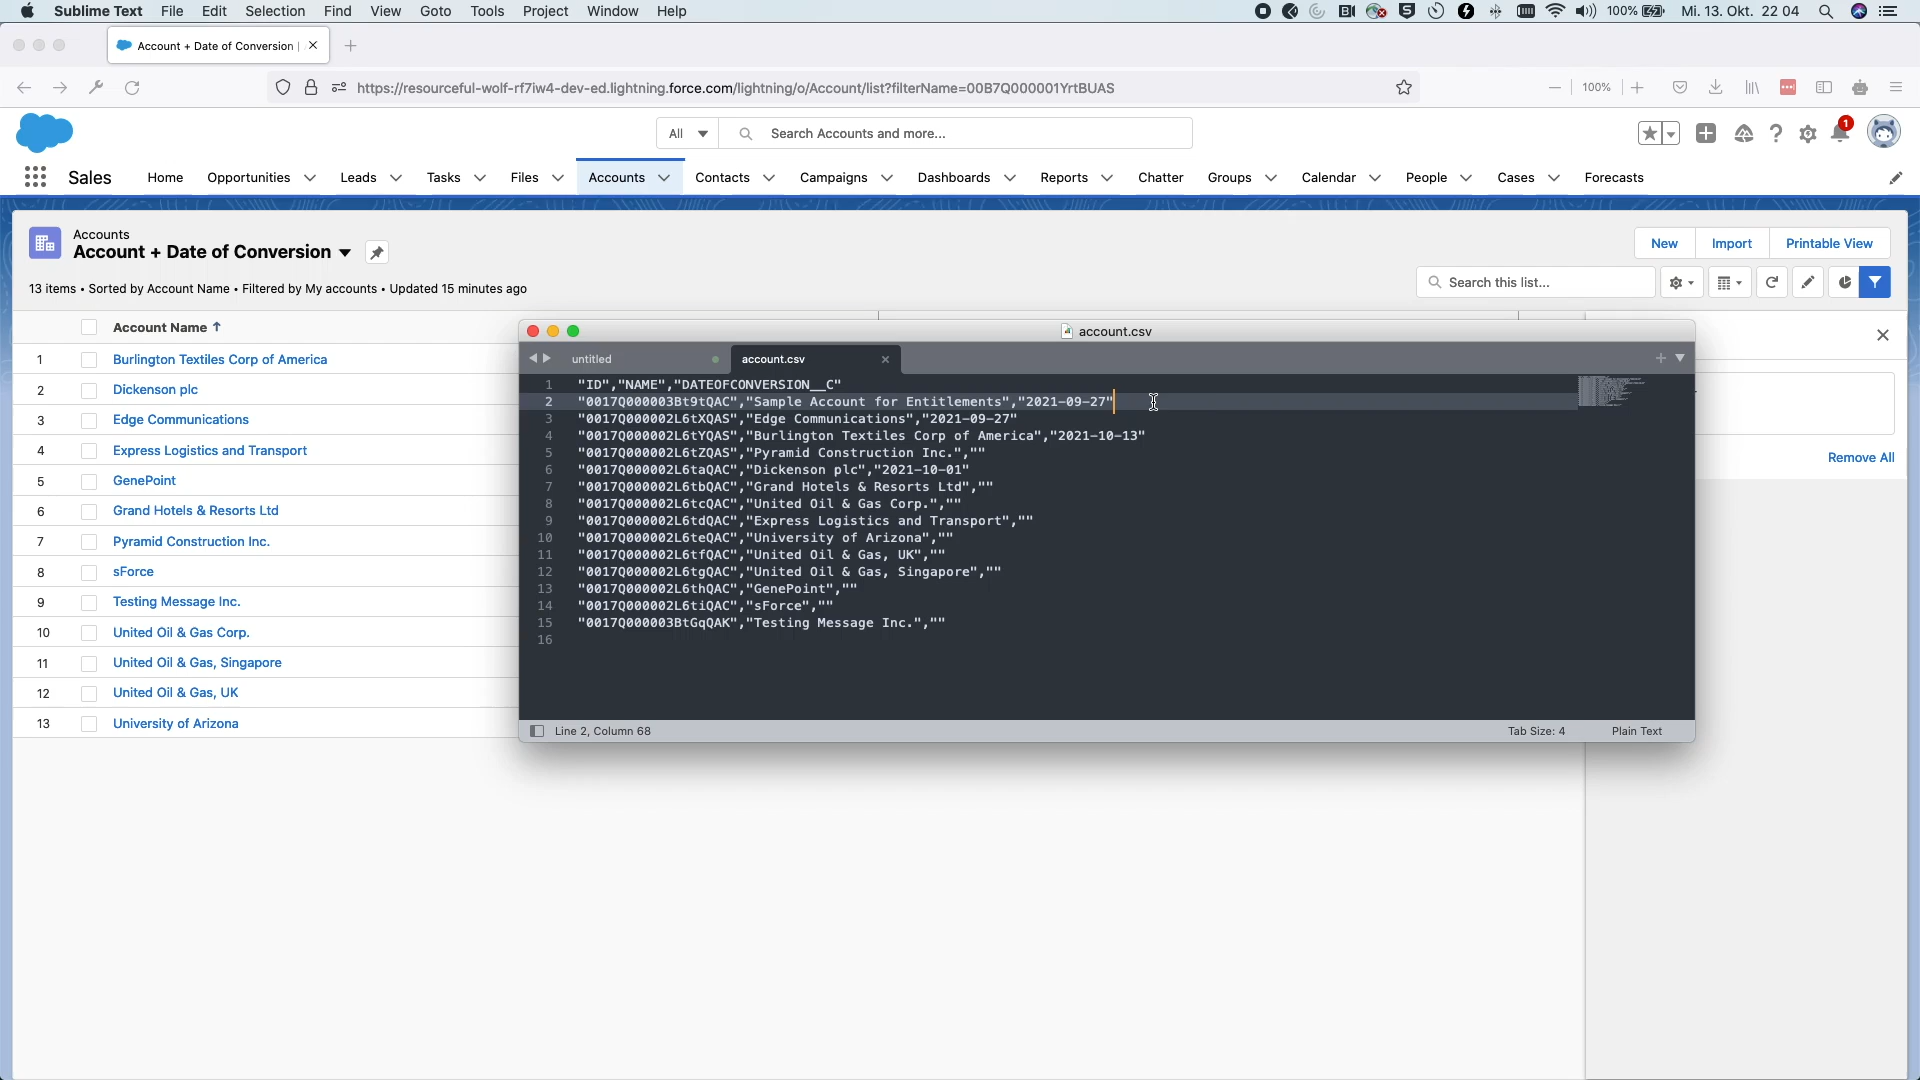 Sublime Text File Edit Selection Find View Goto Tools Project Window Help 100% Mi. 13. Okt. 22 04
Account + Date of Conversion |
https://resourceful-wolf-rf7iw4-dev-ed.lightning.force.com/lightning/o/Account/list?filterName=00B7Q000001YrtBUAS 100%
All Search Accounts and more... 1
Sales Home Opportunities Leads Tasks Files Accounts Contacts Campaigns Dashboards Reports Chatter Groups Calendar People Cases Forecasts
Accounts
Account + Date of Conversion
New Import Printable View
13 items • Sorted by Account Name • Filtered by My accounts • Updated 15 minutes ago
Search this list...
Account Name ↑
1 Burlington Textiles Corp of America
2 Dickenson plc
3 Edge Communications
4 Express Logistics and Transport
5 GenePoint
6 Grand Hotels & Resorts Ltd
7 Pyramid Construction Inc.
8 sForce
9 Testing Message Inc.
10 United Oil & Gas Corp.
11 United Oil & Gas, Singapore
12 United Oil & Gas, UK
13 University of Arizona
account.csv
untitled account.csv
1 "ID","NAME","DATEOFCONVERSION__C"
2 "0017Q000003Bt9tQAC","Sample Account for Entitlements","2021-09-27"
3 "0017Q000002L6tXQAS","Edge Communications","2021-09-27"
4 "0017Q000002L6tYQAS","Burlington Textiles Corp of America","2021-10-13"
5 "0017Q000002L6tZQAS","Pyramid Construction Inc.",""
6 "0017Q000002L6taQAC","Dickenson plc","2021-10-01"
7 "0017Q000002L6tbQAC","Grand Hotels & Resorts Ltd",""
8 "0017Q000002L6tcQAC","United Oil & Gas Corp.",""
9 "0017Q000002L6tdQAC","Express Logistics and Transport",""
10 "0017Q000002L6teQAC","University of Arizona",""
11 "0017Q000002L6tfQAC","United Oil & Gas, UK",""
12 "0017Q000002L6tgQAC","United Oil & Gas, Singapore",""
13 "0017Q000002L6thQAC","GenePoint",""
14 "0017Q000002L6tiQAC","sForce",""
15 "0017Q000003BtGqQAK","Testing Message Inc.",""
16
Line 2, Column 68 Tab Size: 4 Plain Text
Remove All